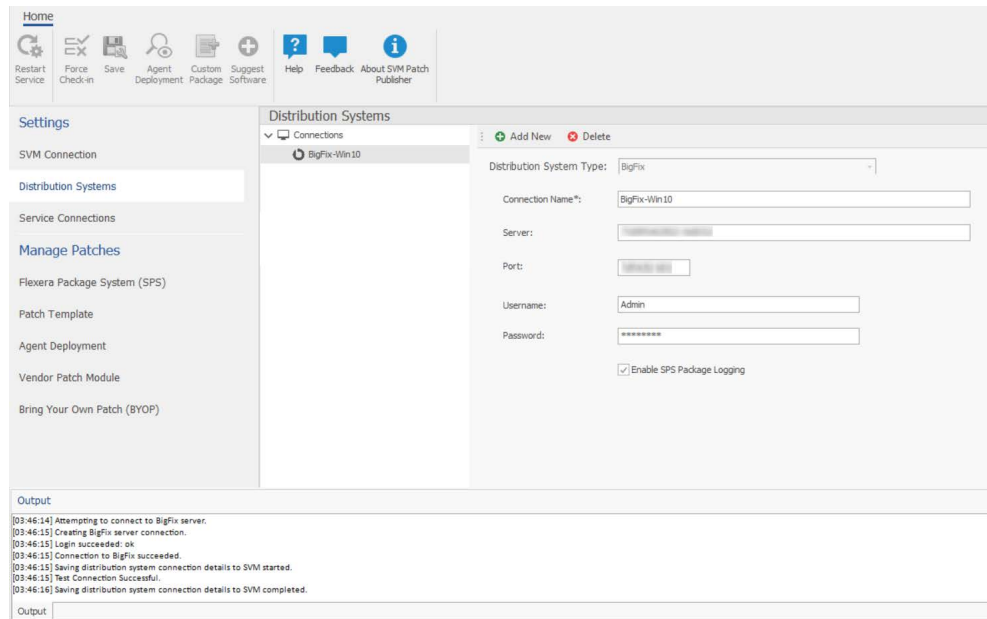 Home
Restart Service
Force Check-in
Save
Agent Deployment
Custom Package
Suggest Software
Help
Feedback
About SVM Patch Publisher
Settings
SVM Connection
Distribution Systems
Service Connections
Manage Patches
Flexera Package System (SPS)
Patch Template
Agent Deployment
Vendor Patch Module
Bring Your Own Patch (BYOP)
Distribution Systems
Connections
BigFix-Win10
Add New
Delete
Distribution System Type: BigFix
Connection Name*: BigFix-Win10
Server:
Port:
Username: Admin
Password: ********
Enable SPS Package Logging
Output
[03:46:14] Attempting to connect to BigFix server.
[03:46:15] Creating BigFix server connection.
[03:46:15] Login succeeded: ok
[03:46:15] Connection to BigFix succeeded.
[03:46:15] Saving distribution system connection details to SVM started.
[03:46:15] Test Connection Successful.
[03:46:16] Saving distribution system connection details to SVM completed.
Output